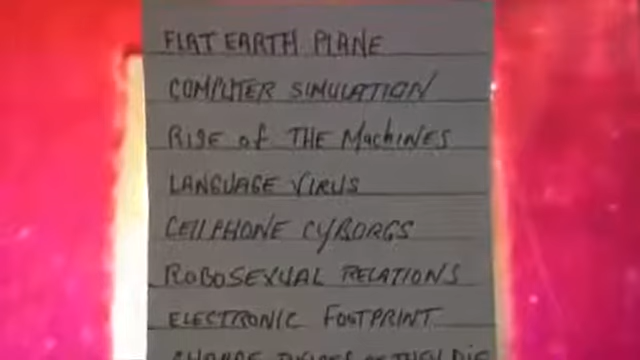 FLAT EARTH PLANE
COMPUTER SIMULATION
RISE of THE MachINES
LANGUAGE VIRUS
CELLPHONE CYBORGS
ROBOSEXUAL RELATIONS
ELECTRONIC FOOTPRINT